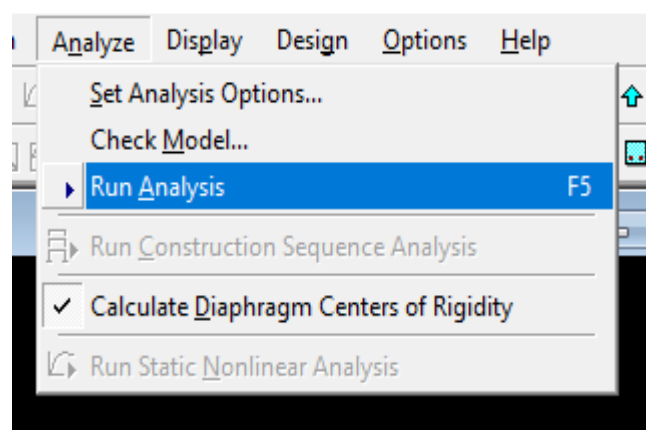 Analyze Display Design Options Help
Set Analysis Options...
Check Model...
Run Analysis F5
Run Construction Sequence Analysis
Calculate Diaphragm Centers of Rigidity
Run Static Nonlinear Analysis